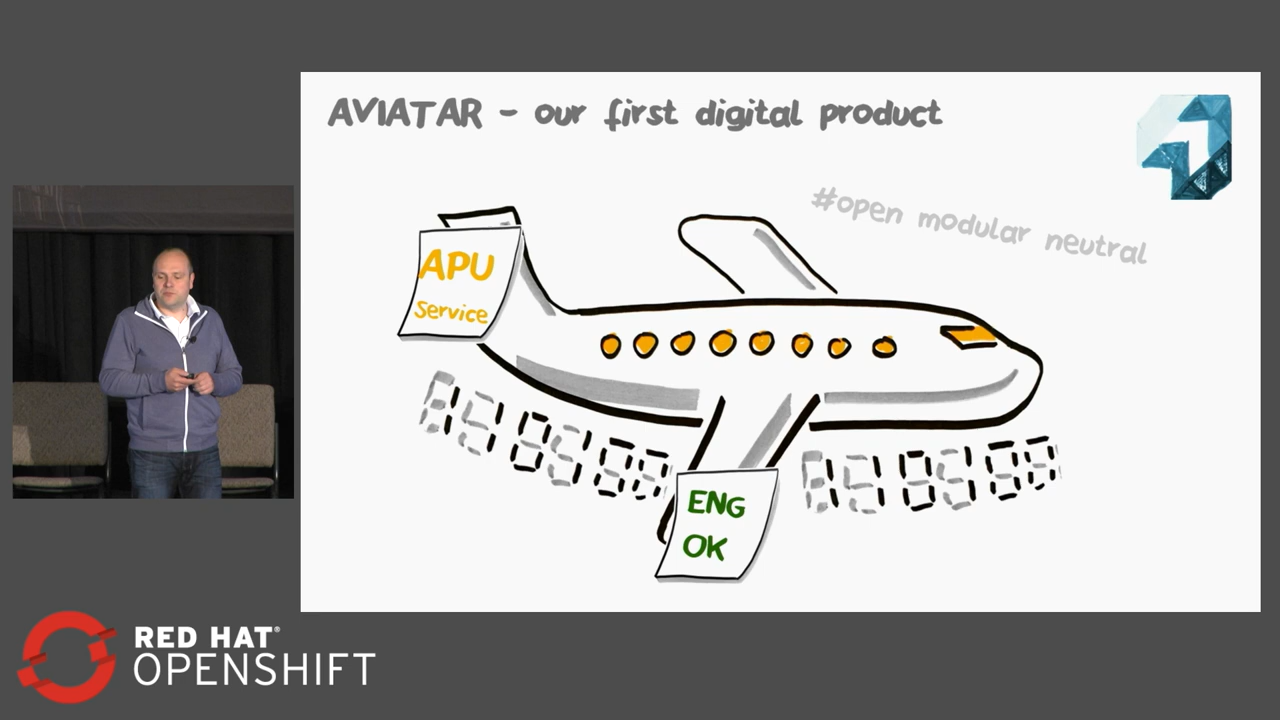 AVIATAR - our first digital product
#open modular neutral
APU
Service
ENG
OK
RED HAT®
OPENSHIFT